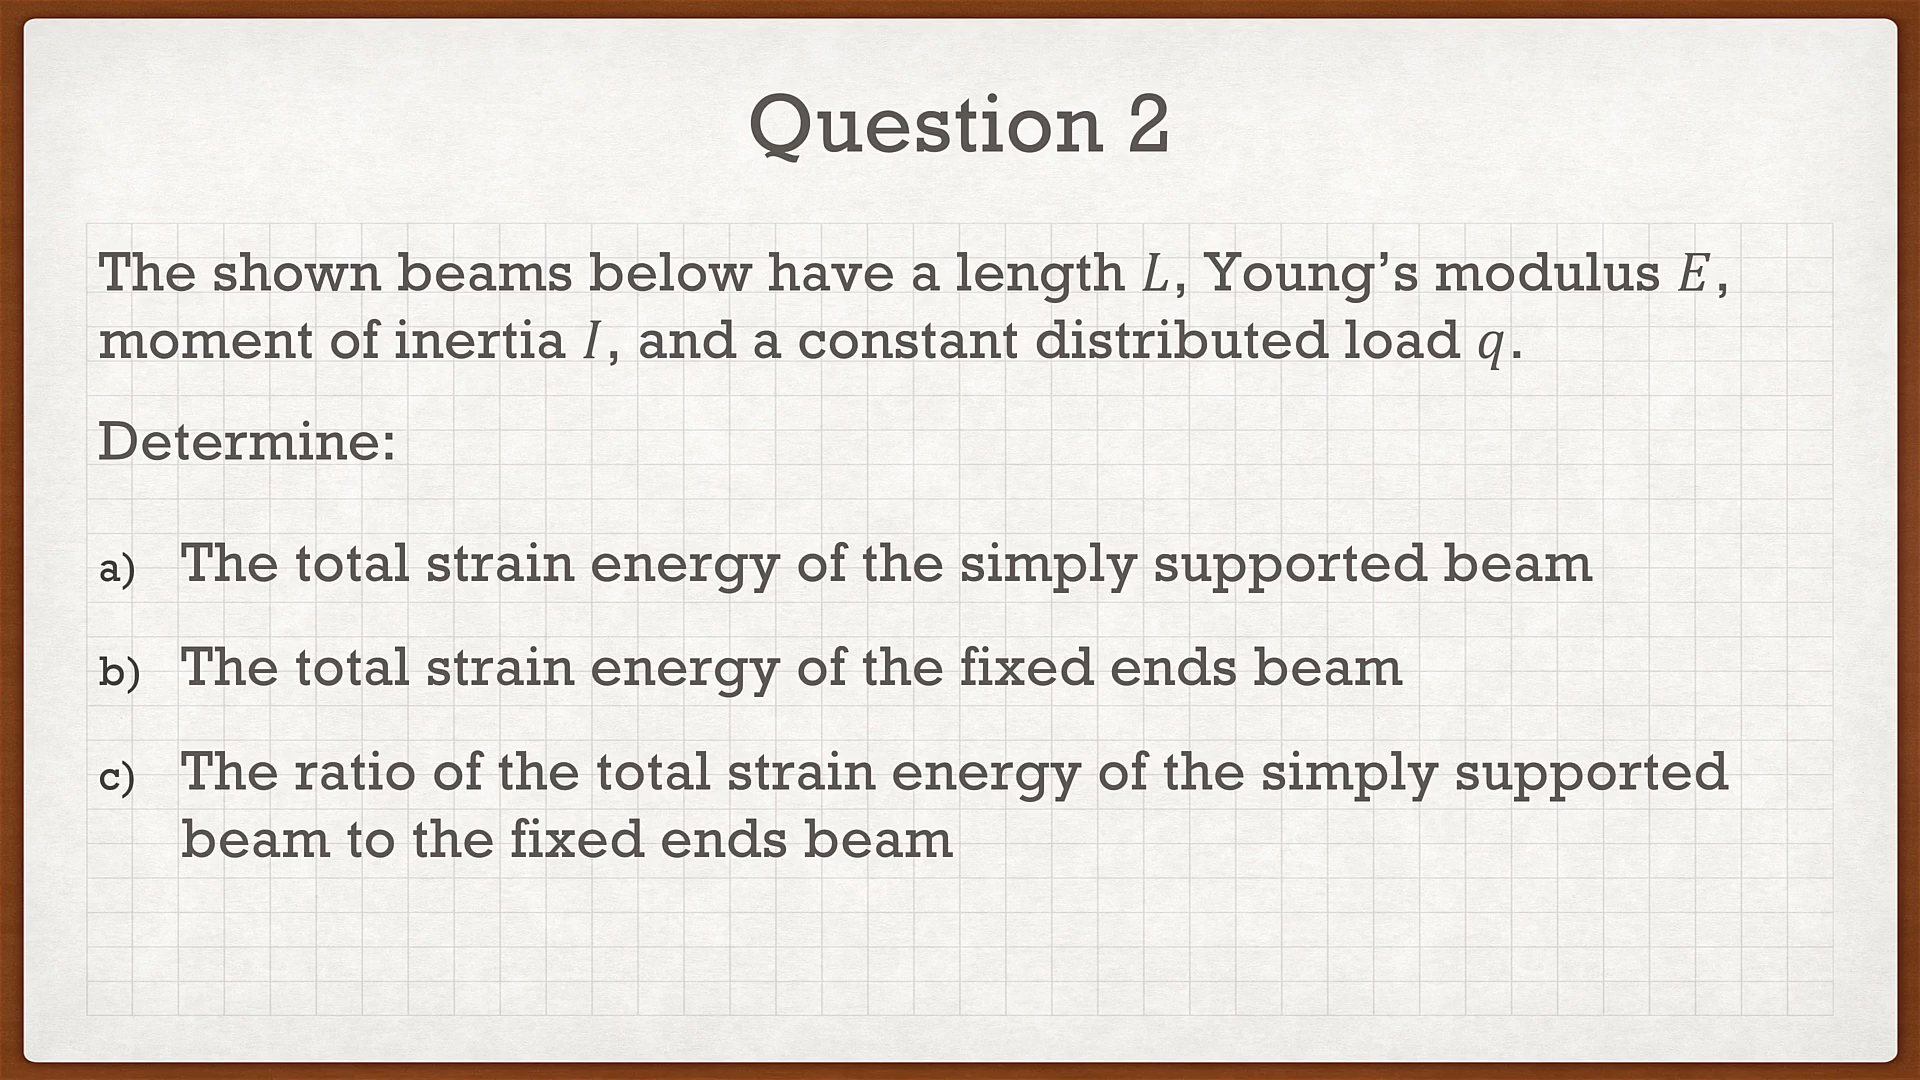 Question 2
The shown beams below have a length L, Young’s modulus E,
moment of inertia I, and a constant distributed load q.
Determine:
a) The total strain energy of the simply supported beam
b) The total strain energy of the fixed ends beam
c) The ratio of the total strain energy of the simply supported
beam to the fixed ends beam